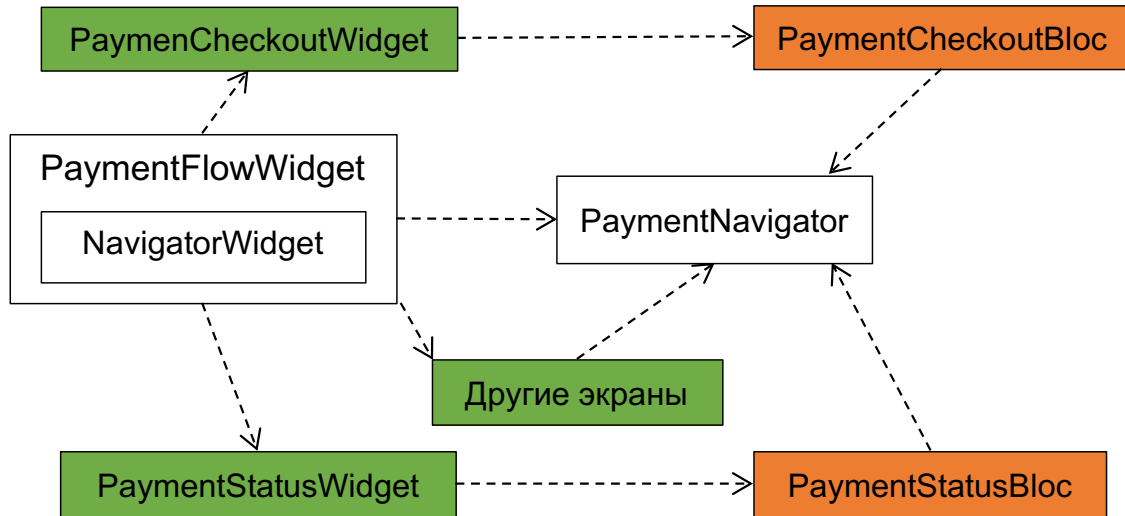 PaymenCheckoutWidget
PaymentCheckoutBloc
PaymentFlowWidget
NavigatorWidget
PaymentNavigator
Другие экраны
PaymentStatusWidget
PaymentStatusBloc